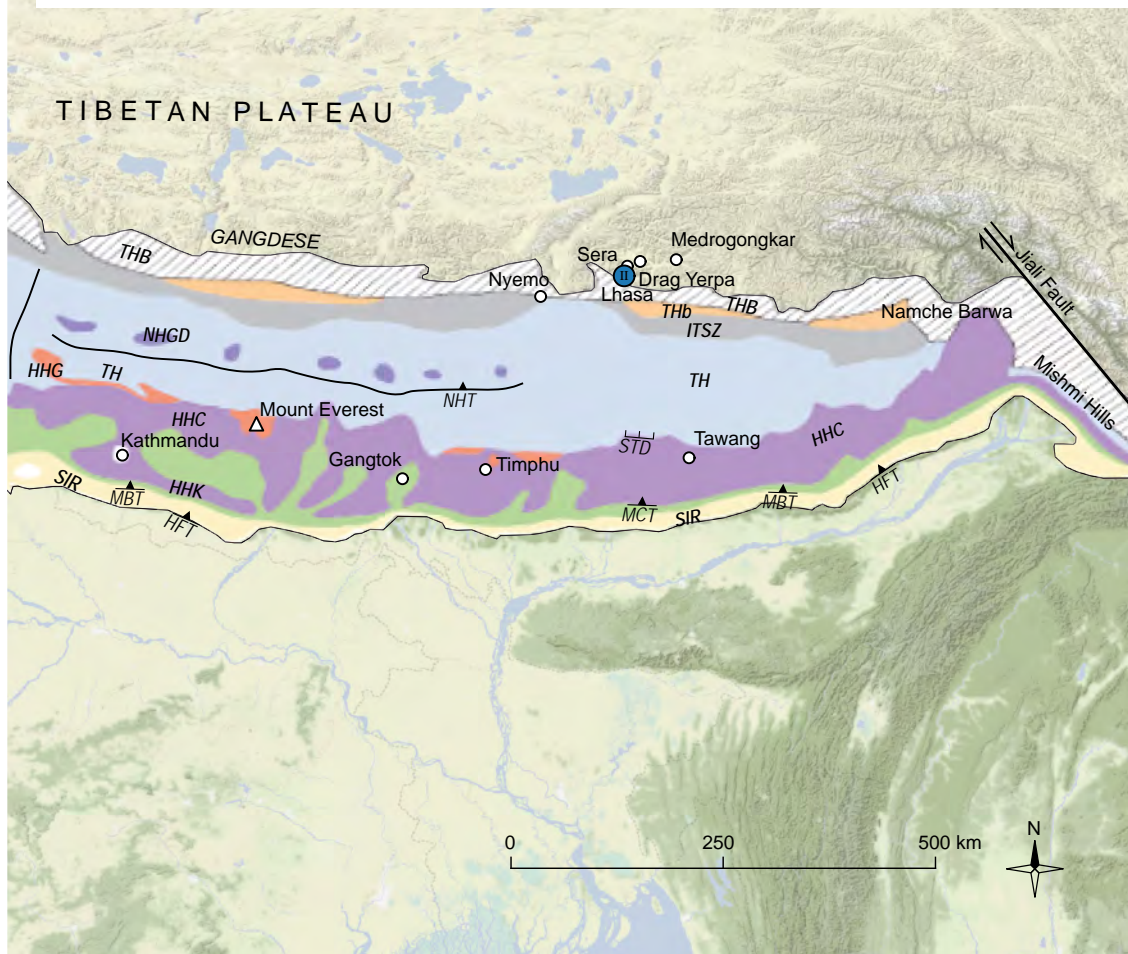 TIBETAN PLATEAU
GANGDESE
THB
Sera
Medrogongkar
II
Drag Yerpa
Nyemo
Lhasa
THb
THB
Namche Barwa
Jiali Fault
ITSZ
NHGD
HHG
TH
TH
NHT
Mishmi Hills
HHC
Mount Everest
Kathmandu
Gangtok
Timphu
STD
Tawang
HHC
SIR
MBT
HHK
HFT
MCT
SIR
MBT
HFT
0 250 500 km
N